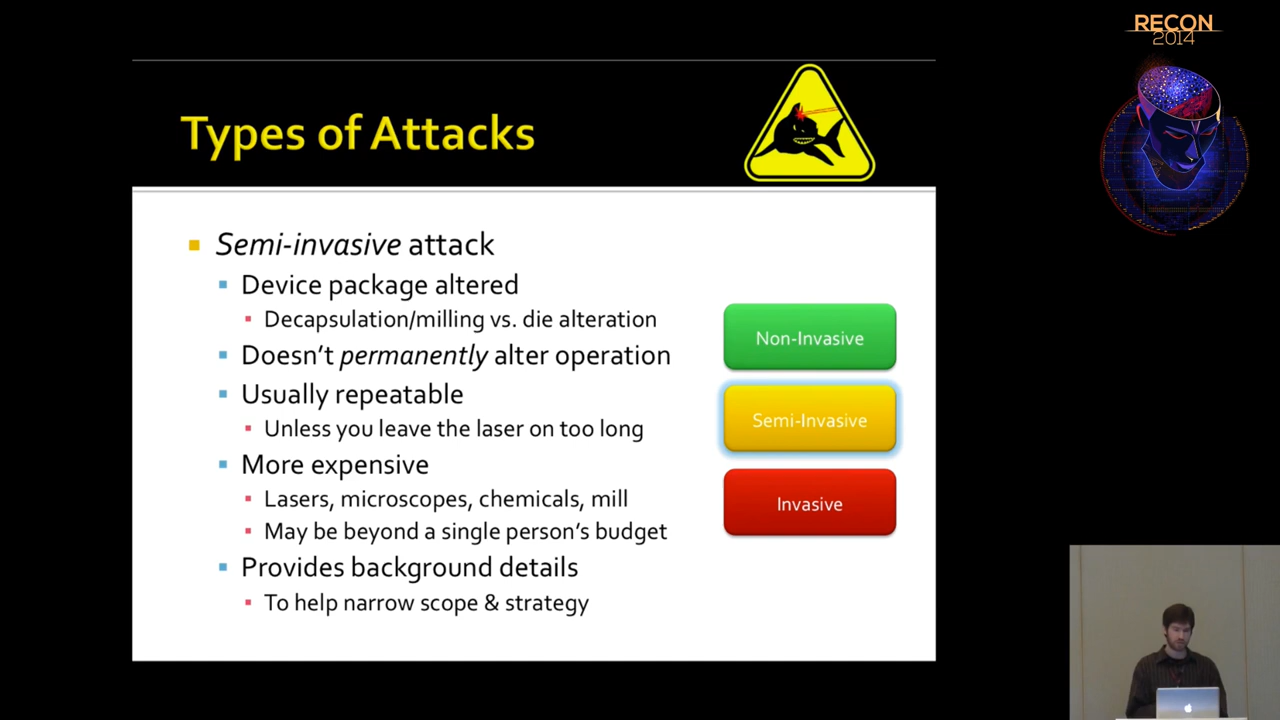 RECON
2014
Types of Attacks
Semi-invasive attack
Device package altered
Decapsulation/milling vs. die alteration
Doesn't permanently alter operation
Usually repeatable
Unless you leave the laser on too long
More expensive
Lasers, microscopes, chemicals, mill
May be beyond a single person's budget
Provides background details
To help narrow scope & strategy
Non-Invasive
Semi-Invasive
Invasive